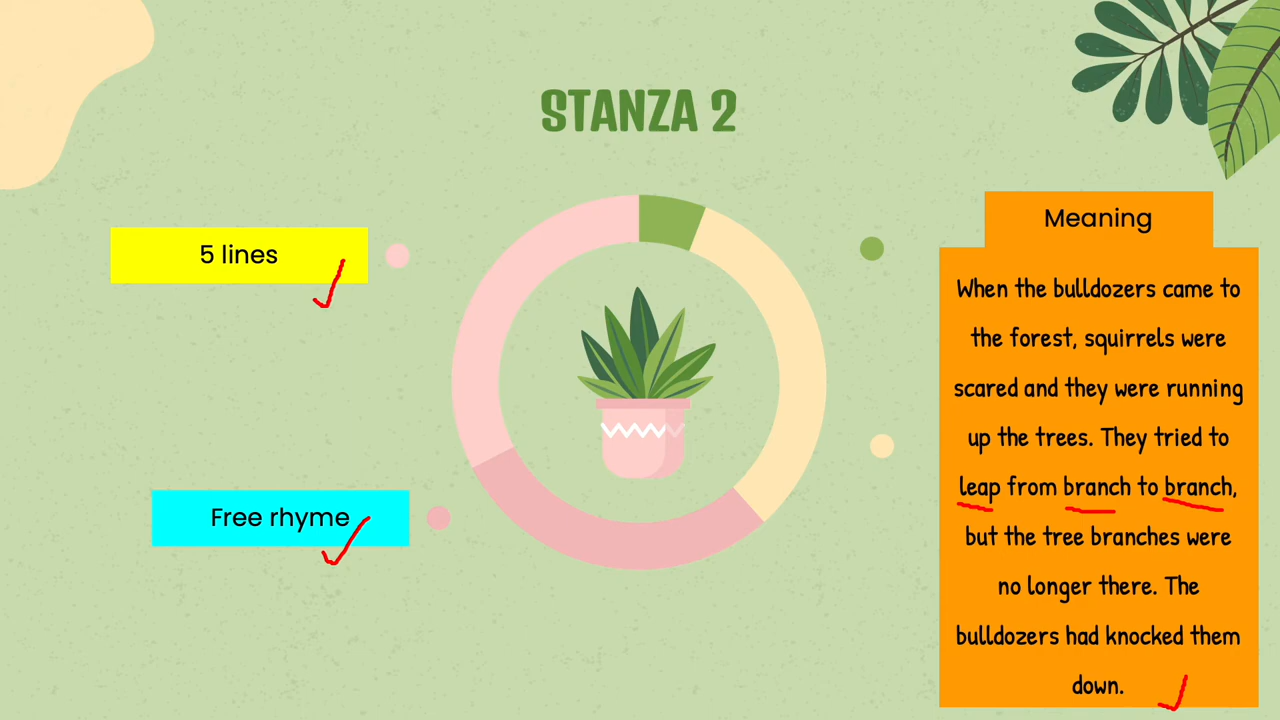 STANZA 2
5 lines
Free rhyme
Meaning
When the bulldozers came to
the forest, squirrels were
scared and they were running
up the trees. They tried to
leap from branch to branch,
but the tree branches were
no longer there. The
bulldozers had knocked them
down.